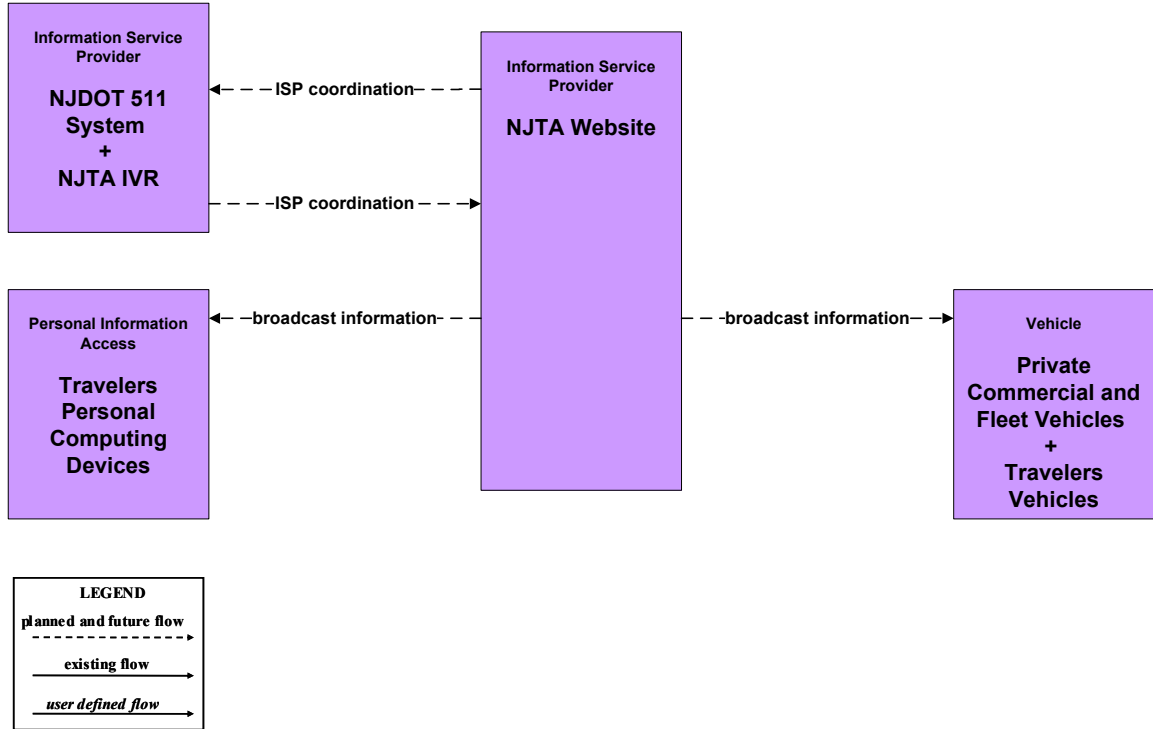 Information Service
Provider
NJDOT 511
System
+
NJTA IVR
ISP coordination
ISP coordination
Information Service
Provider
NJTA Website
Personal Information
Access
Travelers
Personal
Computing
Devices
broadcast information
broadcast information
Vehicle
Private
Commercial and
Fleet Vehicles
+
Travelers
Vehicles
LEGEND
planned and future flow
existing flow
user defined flow